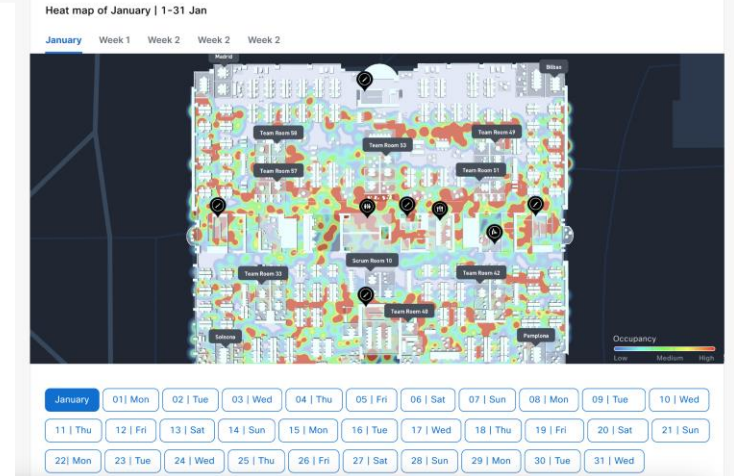 Heat map of January | 1-31 Jan
January Week 1 Week 2 Week 2 Week 2
Madrid
Bilbao
Team Room 58
Team Room 49
Team Room 53
Team Room 57
Team Room 51
Scrum Room 10
Team Room 33
Team Room 42
Team Room 48
Solsona
Pamplona
Occupancy
Low Medium High
January 01| Mon 02 | Tue 03 | Wed 04 | Thu 05 | Fri 06 | Sat 07 | Sun 08 | Mon 09 | Tue 10 | Wed
11 | Thu 12 | Fri 13 | Sat 14 | Sun 15 | Mon 16 | Tue 17 | Wed 18 | Thu 19 | Fri 20 | Sat 21 | Sun
22| Mon 23 | Tue 24 | Wed 25 | Thu 26 | Fri 27 | Sat 28 | Sun 29 | Mon 30 | Tue 31 | Wed